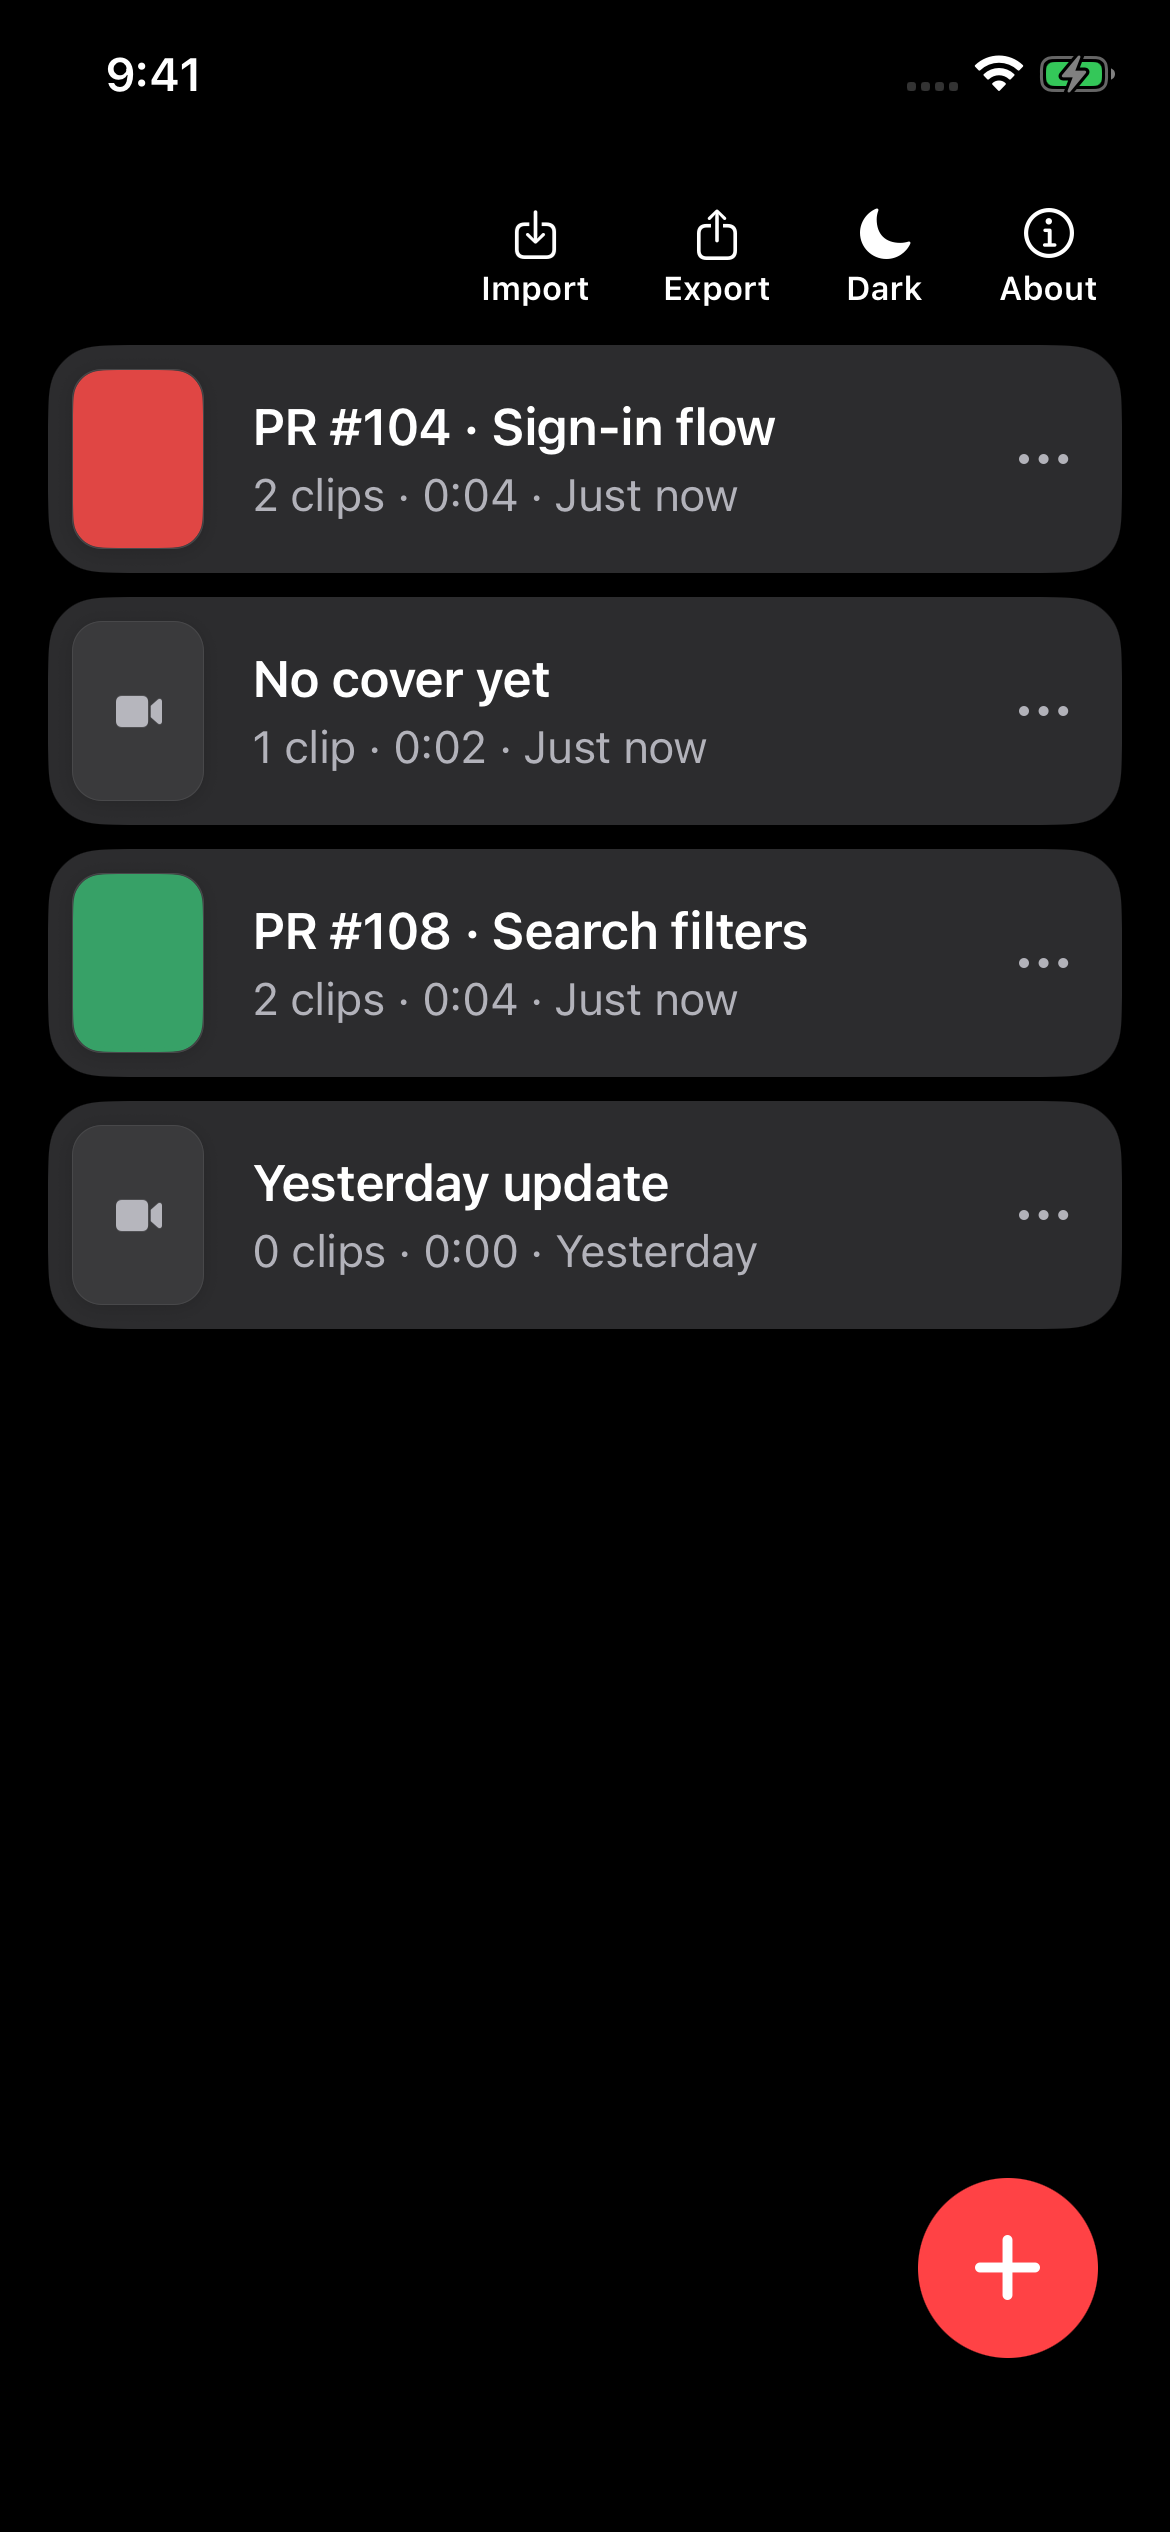 9:41
Import Export Dark About
PR #104 · Sign-in flow
2 clips · 0:04 · Just now
No cover yet
1 clip · 0:02 · Just now
PR #108 · Search filters
2 clips · 0:04 · Just now
Yesterday update
0 clips · 0:00 · Yesterday